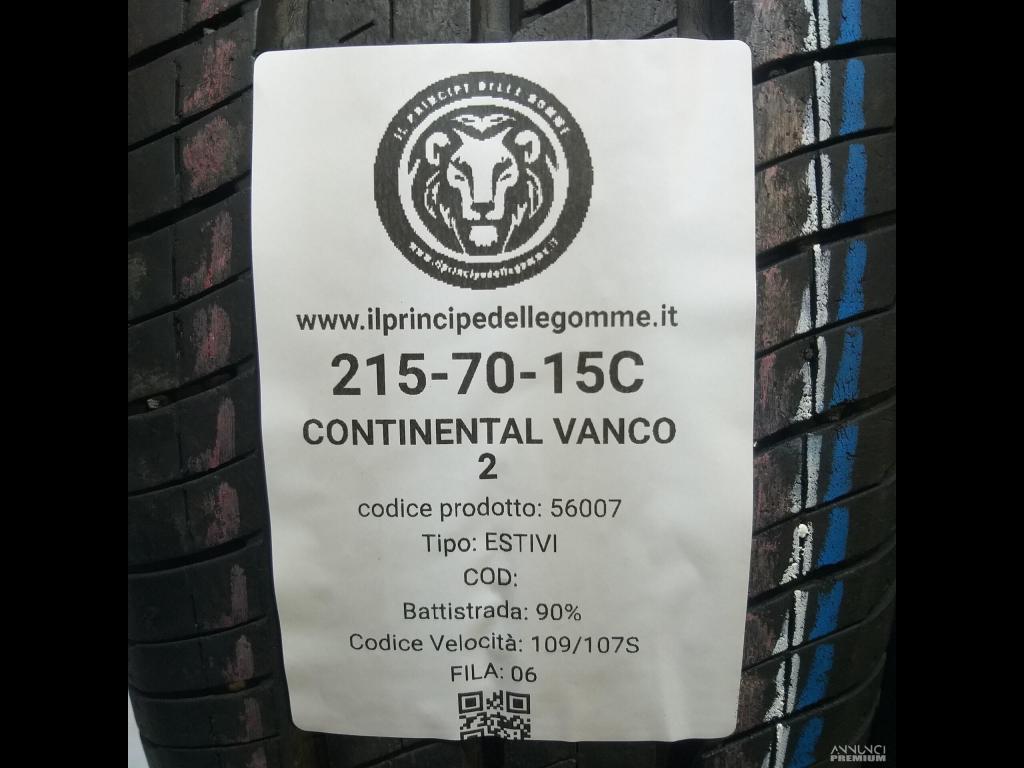 IL PRINCIPE DELLE GOMME
www.ilprincipedellegomme.it
www.ilprincipedellegomme.it
215-70-15C
CONTINENTAL VANCO
2
codice prodotto: 56007
Tipo: ESTIVI
COD:
Battistrada: 90%
Codice Velocità: 109/107S
FILA: 06
ANNUNCI
PREMIUM